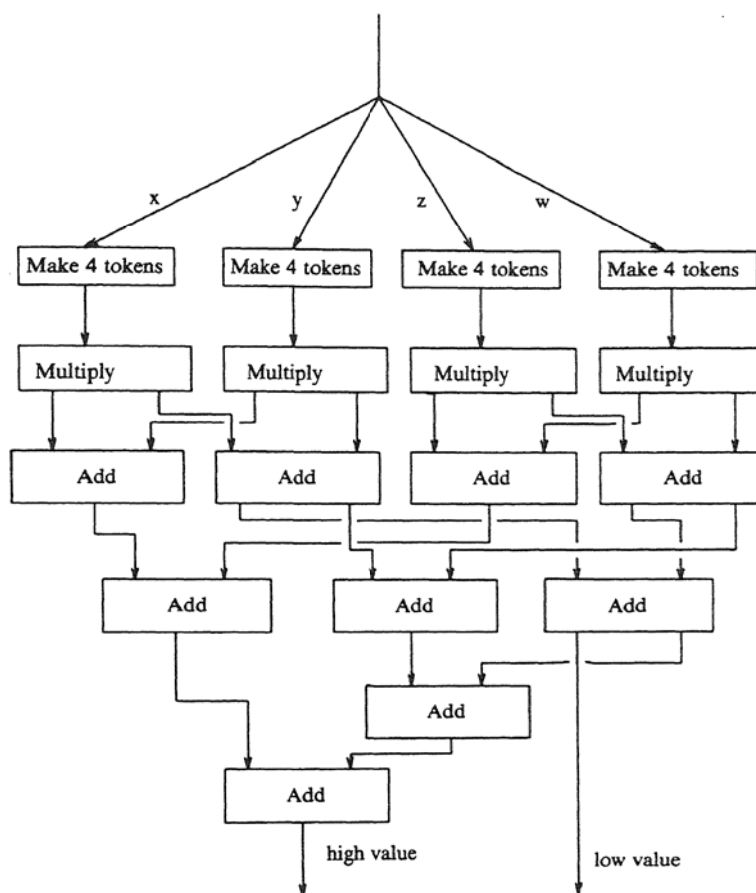 x
y
z
w
Make 4 tokens
Make 4 tokens
Make 4 tokens
Make 4 tokens
Multiply
Multiply
Multiply
Multiply
Add
Add
Add
Add
Add
Add
Add
Add
Add
high value
low value